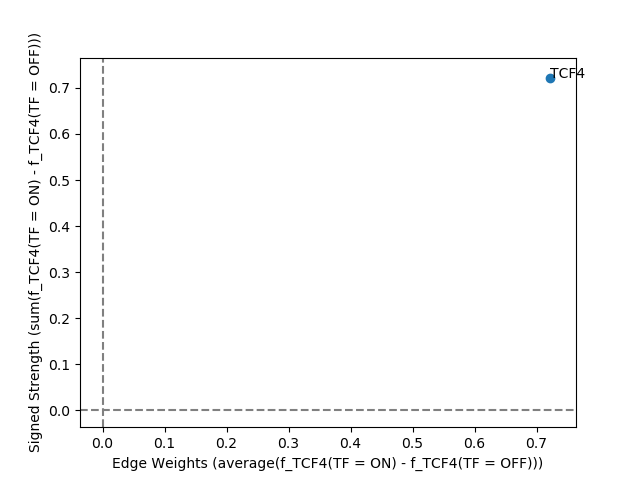 TCF4
Signed Strength (sum(f_TCF4(TF = ON) - f_TCF4(TF = OFF)))
0.7
0.6
0.5
0.4
0.3
0.2
0.1
0.0
0.0 0.1 0.2 0.3 0.4 0.5 0.6 0.7
Edge Weights (average(f_TCF4(TF = ON) - f_TCF4(TF = OFF)))